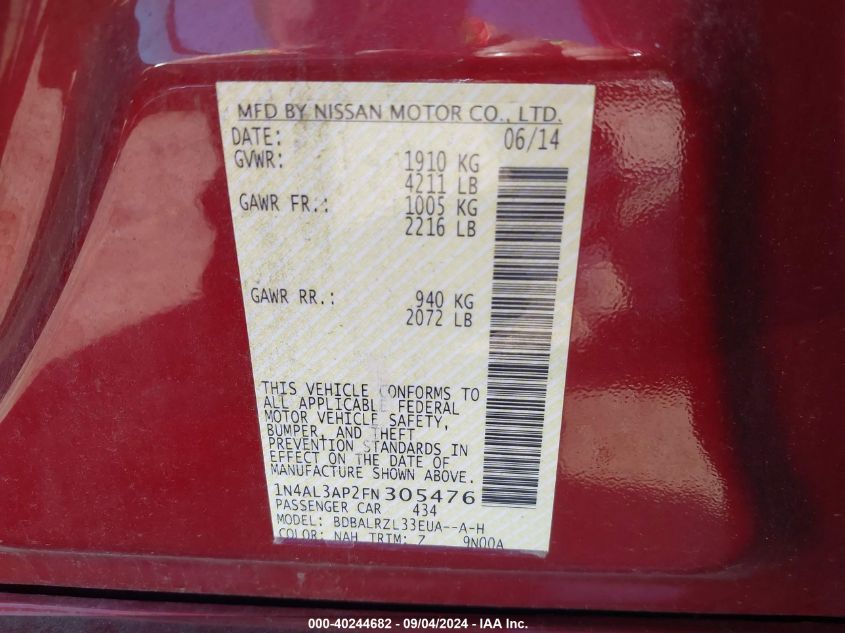 MFD BY NISSAN MOTOR CO., LTD.
DATE: 06/14
GVWR: 1910 KG
4211 LB
GAWR FR.: 1005 KG
2216 LB
GAWR RR.: 940 KG
2072 LB
THIS VEHICLE CONFORMS TO
ALL APPLICABLE FEDERAL
MOTOR VEHICLE SAFETY,
BUMPER, AND THEFT
PREVENTION STANDARDS IN
EFFECT ON THE DATE OF
MANUFACTURE SHOWN ABOVE.
1N4AL3AP2FN305476
PASSENGER CAR 434
MODEL: BDBALRZL33EUA--A-H
COLOR: NAH TRIM: Z 9N00A
000-40244682 - 09/04/2024 - IAA Inc.